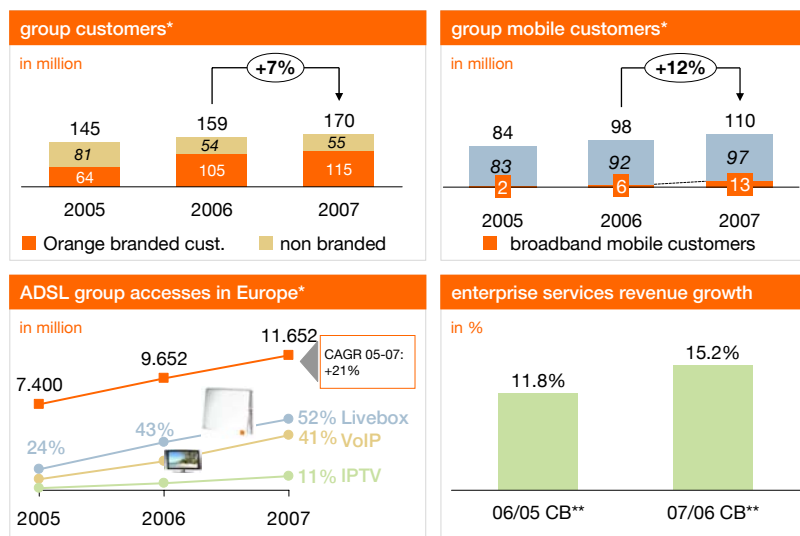 group customers*
in million
+7%
145
159
170
81
54
55
64
105
115
2005
2006
2007
Orange branded cust.
non branded
group mobile customers*
in million
+12%
84
98
110
83
92
97
2
6
13
2005
2006
2007
broadband mobile customers
ADSL group accesses in Europe*
in million
7.400
9.652
11.652
CAGR 05-07:
+21%
24%
43%
52% Livebox
41% VoIP
11% IPTV
2005
2006
2007
enterprise services revenue growth
in %
11.8%
15.2%
06/05 CB**
07/06 CB**